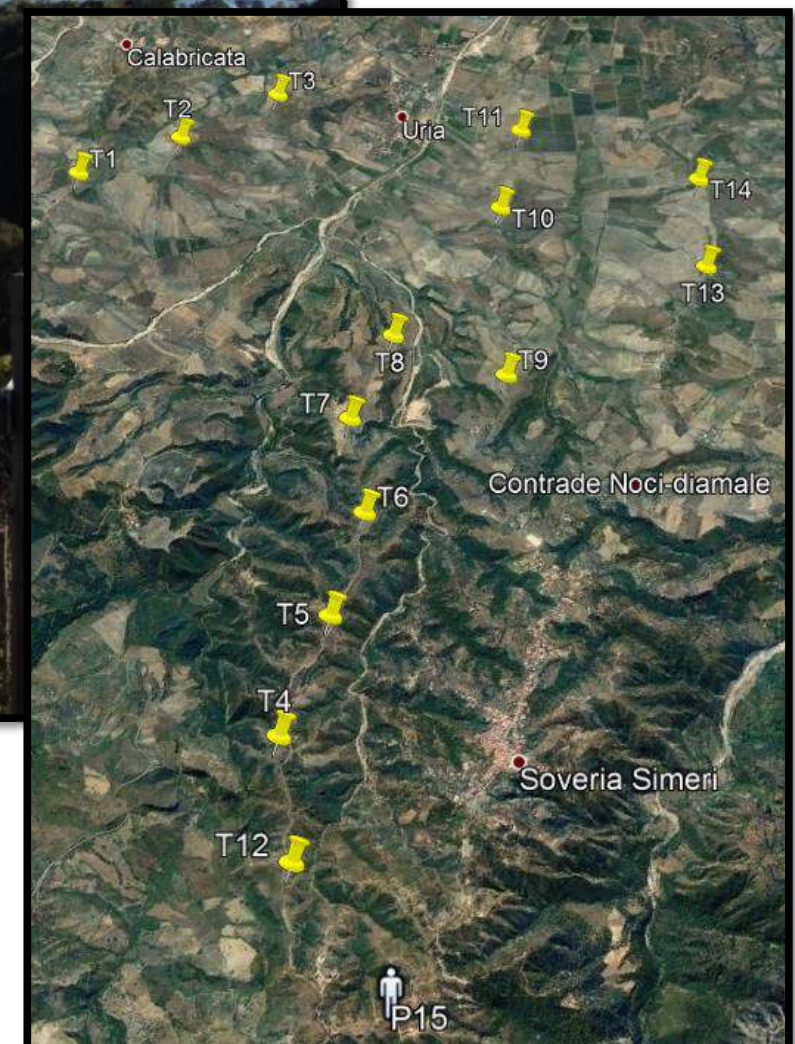 Calabricata
T3
T2
Uria
T11
T1
T14
T10
T13
T8
T9
T7
Contrade Noci-diamale
T6
T5
T4
Soveria Simeri
T12
P15